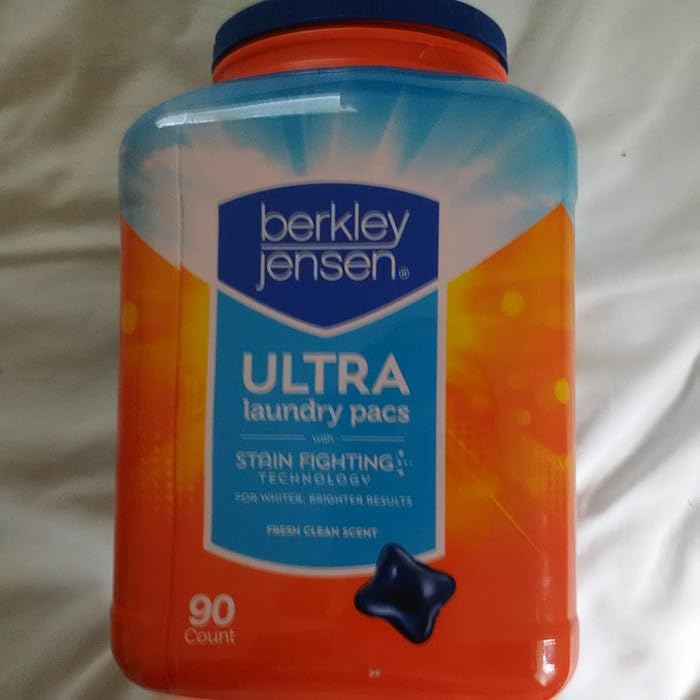 berkley
jensen®
ULTRA
laundry pacs
with
STAIN FIGHTING
TECHNOLOGY
FOR WHITER, BRIGHTER RESULTS
FRESH CLEAN SCENT
90
Count